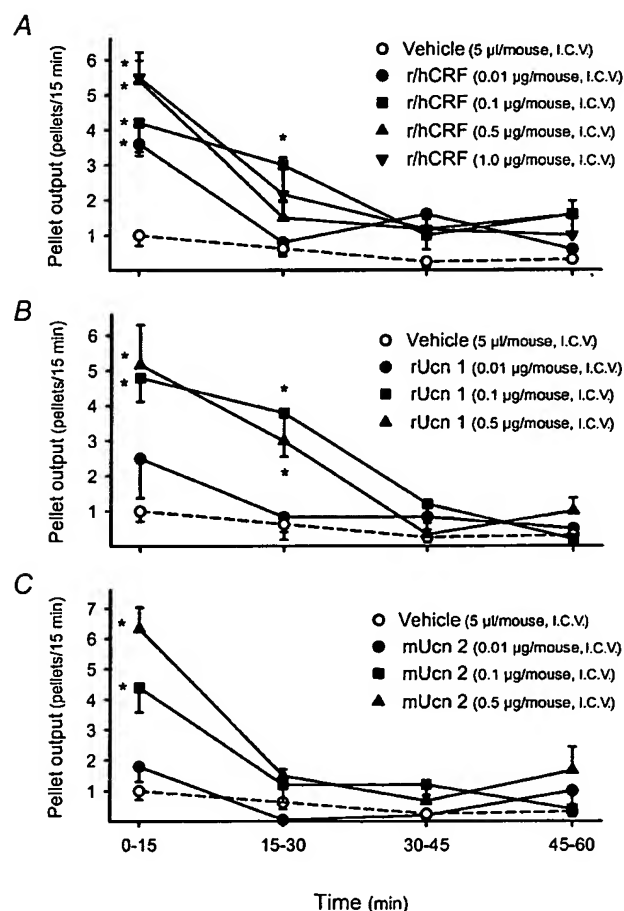 A
Pellet output (pellets/15 min)
6
5
4
3
2
1
* * * *
*
Vehicle (5 µl/mouse, I.C.V.)
r/hCRF (0.01 µg/mouse, I.C.V.)
r/hCRF (0.1 µg/mouse, I.C.V.)
r/hCRF (0.5 µg/mouse, I.C.V.)
r/hCRF (1.0 µg/mouse, I.C.V.)
B
Pellet output (pellets/15 min)
6
5
4
3
2
1
* *
*
*
Vehicle (5 µl/mouse, I.C.V.)
rUcn 1 (0.01 µg/mouse, I.C.V.)
rUcn 1 (0.1 µg/mouse, I.C.V.)
rUcn 1 (0.5 µg/mouse, I.C.V.)
C
Pellet output (pellets/15 min)
7
6
5
4
3
2
1
*
*
Vehicle (5 µl/mouse, I.C.V.)
mUcn 2 (0.01 µg/mouse, I.C.V.)
mUcn 2 (0.1 µg/mouse, I.C.V.)
mUcn 2 (0.5 µg/mouse, I.C.V.)
0-15 15-30 30-45 45-60
Time (min)